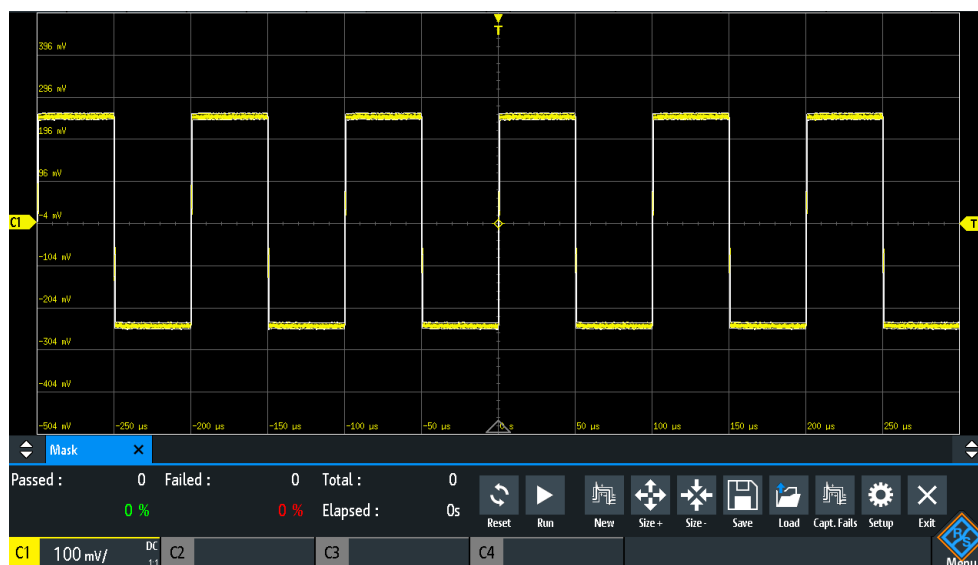 T
396 mV
296 mV
196 mV
96 mV
C1
-4 mV
T
-104 mV
-204 mV
-304 mV
-404 mV
-504 mV -250 µs -200 µs -150 µs -100 µs -50 µs 0 s 50 µs 100 µs 150 µs 200 µs 250 µs
Mask
Passed : 0 Failed : 0 Total : 0
0 % 0 % Elapsed : 0s
Reset Run New Size + Size - Save Load Capt. Fails Setup Exit
C1 100 mV/ DC 1:1 C2 C3 C4
R/S
Menu